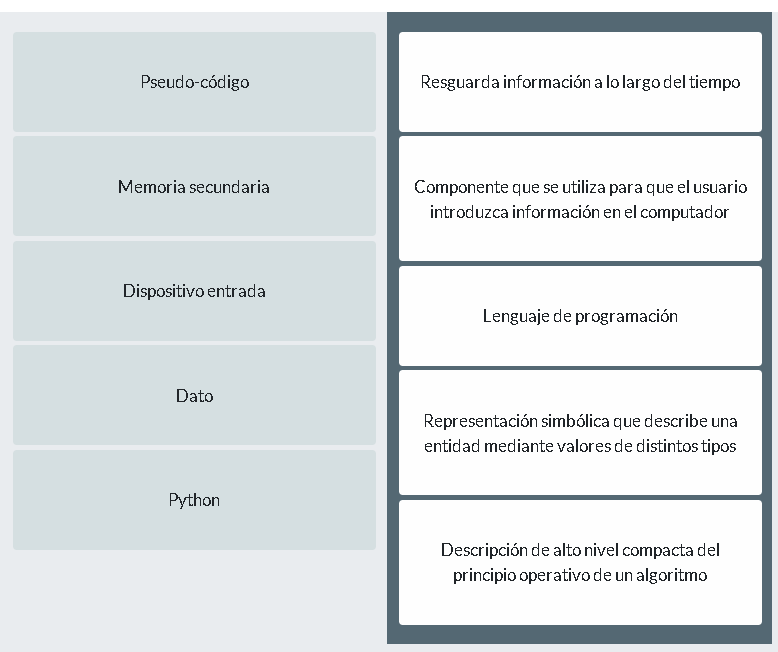 Pseudo-código
Memoria secundaria
Dispositivo entrada
Dato
Python
Resguarda información a lo largo del tiempo
Componente que se utiliza para que el usuario
introduzca información en el computador
Lenguaje de programación
Representación simbólica que describe una
entidad mediante valores de distintos tipos
Descripción de alto nivel compacta del
principio operativo de un algoritmo